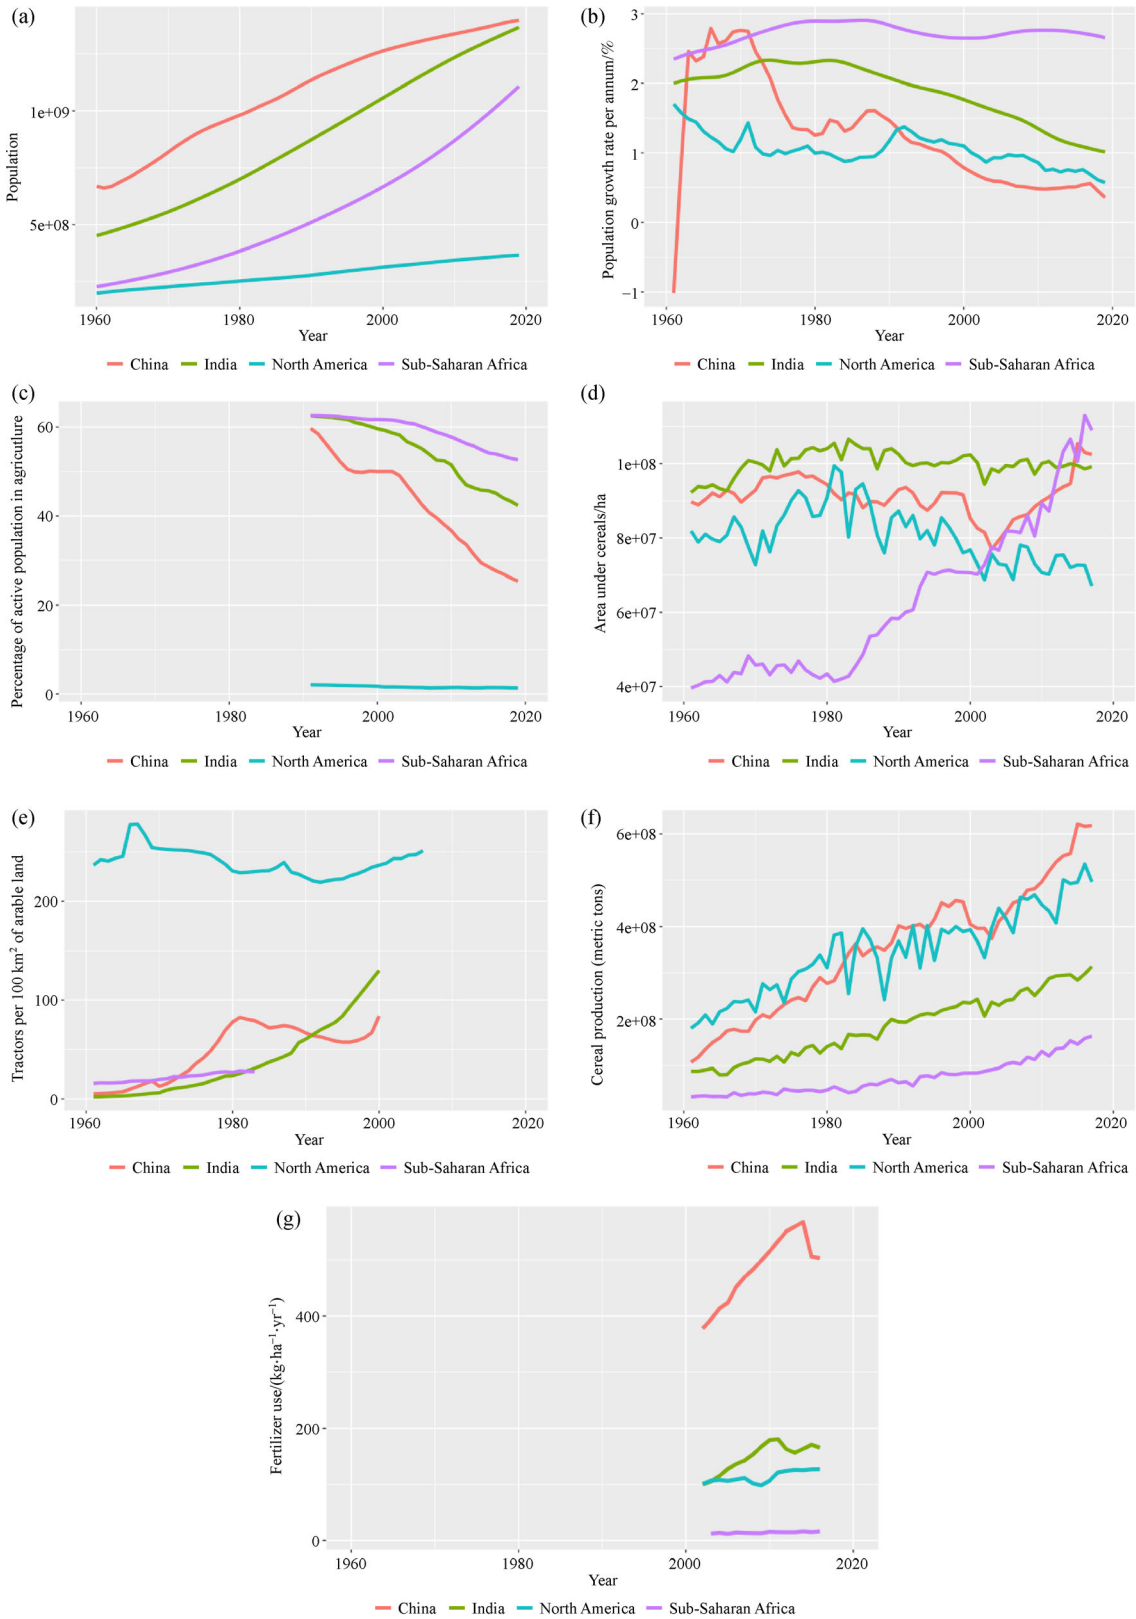 (a)
Population
1e+09
5e+08
1960
1980
2000
2020
Year
China India North America Sub-Saharan Africa
(b)
Population growth rate per annum/%
3
2
1
0
−1
1960
1980
2000
2020
Year
China India North America Sub-Saharan Africa
(c)
Percentage of active population in agricutlure
60
40
20
0
1960
1980
2000
2020
Year
China India North America Sub-Saharan Africa
(d)
Area under cereals/ha
1e+08
8e+07
6e+07
4e+07
1960
1980
2000
2020
Year
China India North America Sub-Saharan Africa
(e)
Tractors per 100 km² of arable land
200
100
0
1960
1980
2000
2020
Year
China India North America Sub-Saharan Africa
(f)
Cereal production (metric tons)
6e+08
4e+08
2e+08
1960
1980
2000
2020
Year
China India North America Sub-Saharan Africa
(g)
Fertilizer use/(kg·ha⁻¹·yr⁻¹)
400
200
0
1960
1980
2000
2020
Year
China India North America Sub-Saharan Africa